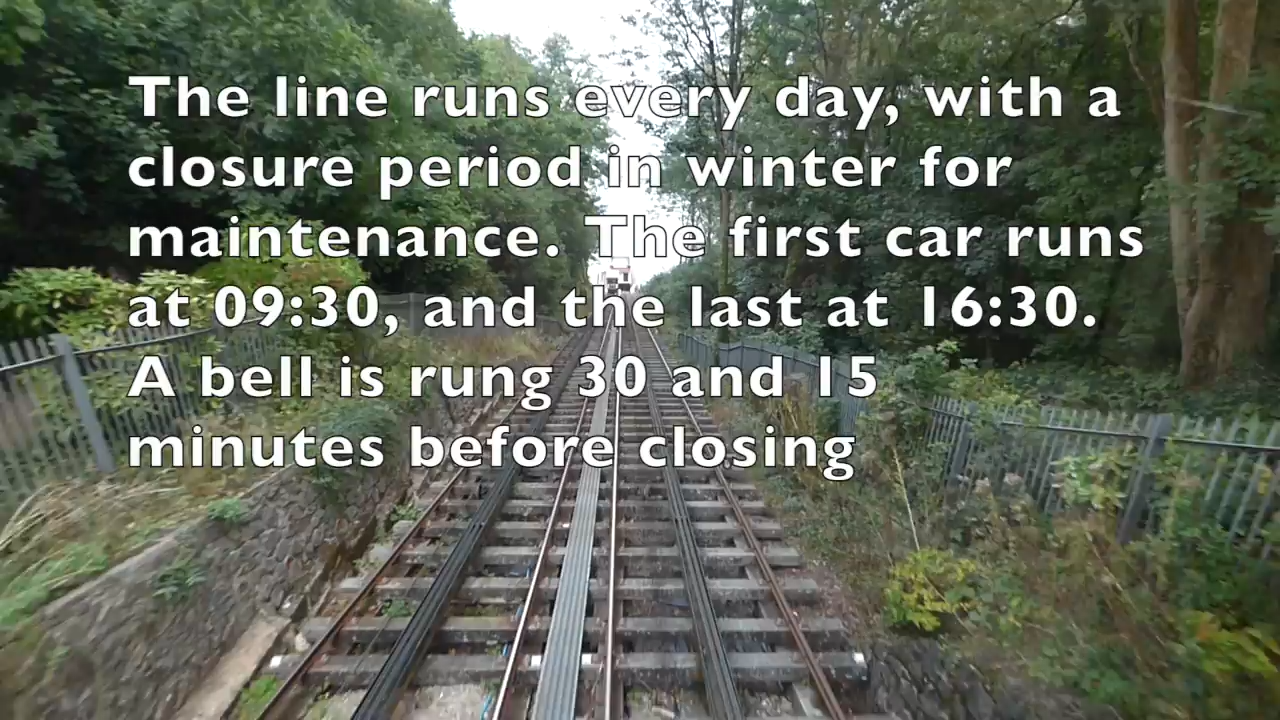 The line runs every day, with a
closure period in winter for
maintenance. The first car runs
at 09:30, and the last at 16:30.
A bell is rung 30 and 15
minutes before closing